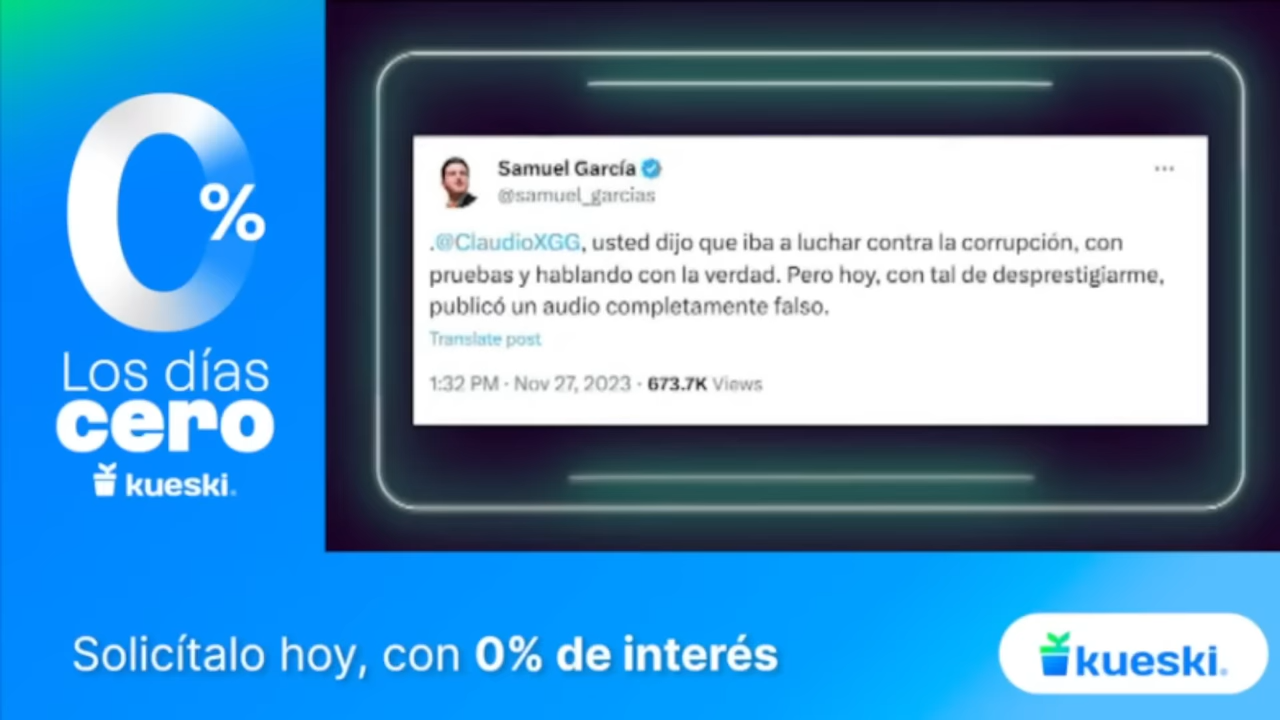 0%
Los días
cero
kueski.
Samuel García
@samuel_garcias
.@ClaudioXGG, usted dijo que iba a luchar contra la corrupción, con
pruebas y hablando con la verdad. Pero hoy, con tal de desprestigiarme,
publicó un audio completamente falso.
Translate post
1:32 PM · Nov 27, 2023 · 673.7K Views
Solicítalo hoy, con 0% de interés
kueski.